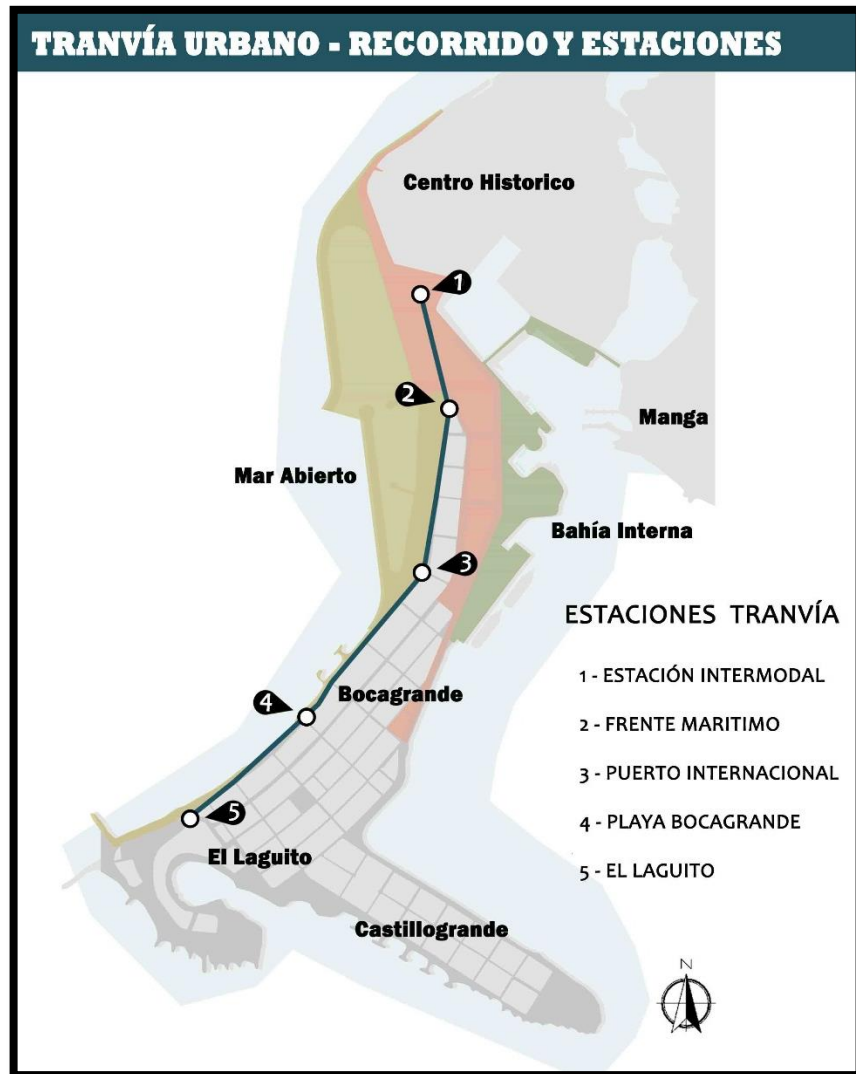 TRANVÍA URBANO - RECORRIDO Y ESTACIONES
Centro Historico
1
2
Manga
Mar Abierto
Bahía Interna
3
ESTACIONES TRANVÍA
1 - ESTACIÓN INTERMODAL
Bocagrande
4
2 - FRENTE MARITIMO
3 - PUERTO INTERNACIONAL
5
4 - PLAYA BOCAGRANDE
El Laguito
5 - EL LAGUITO
Castillogrande
N